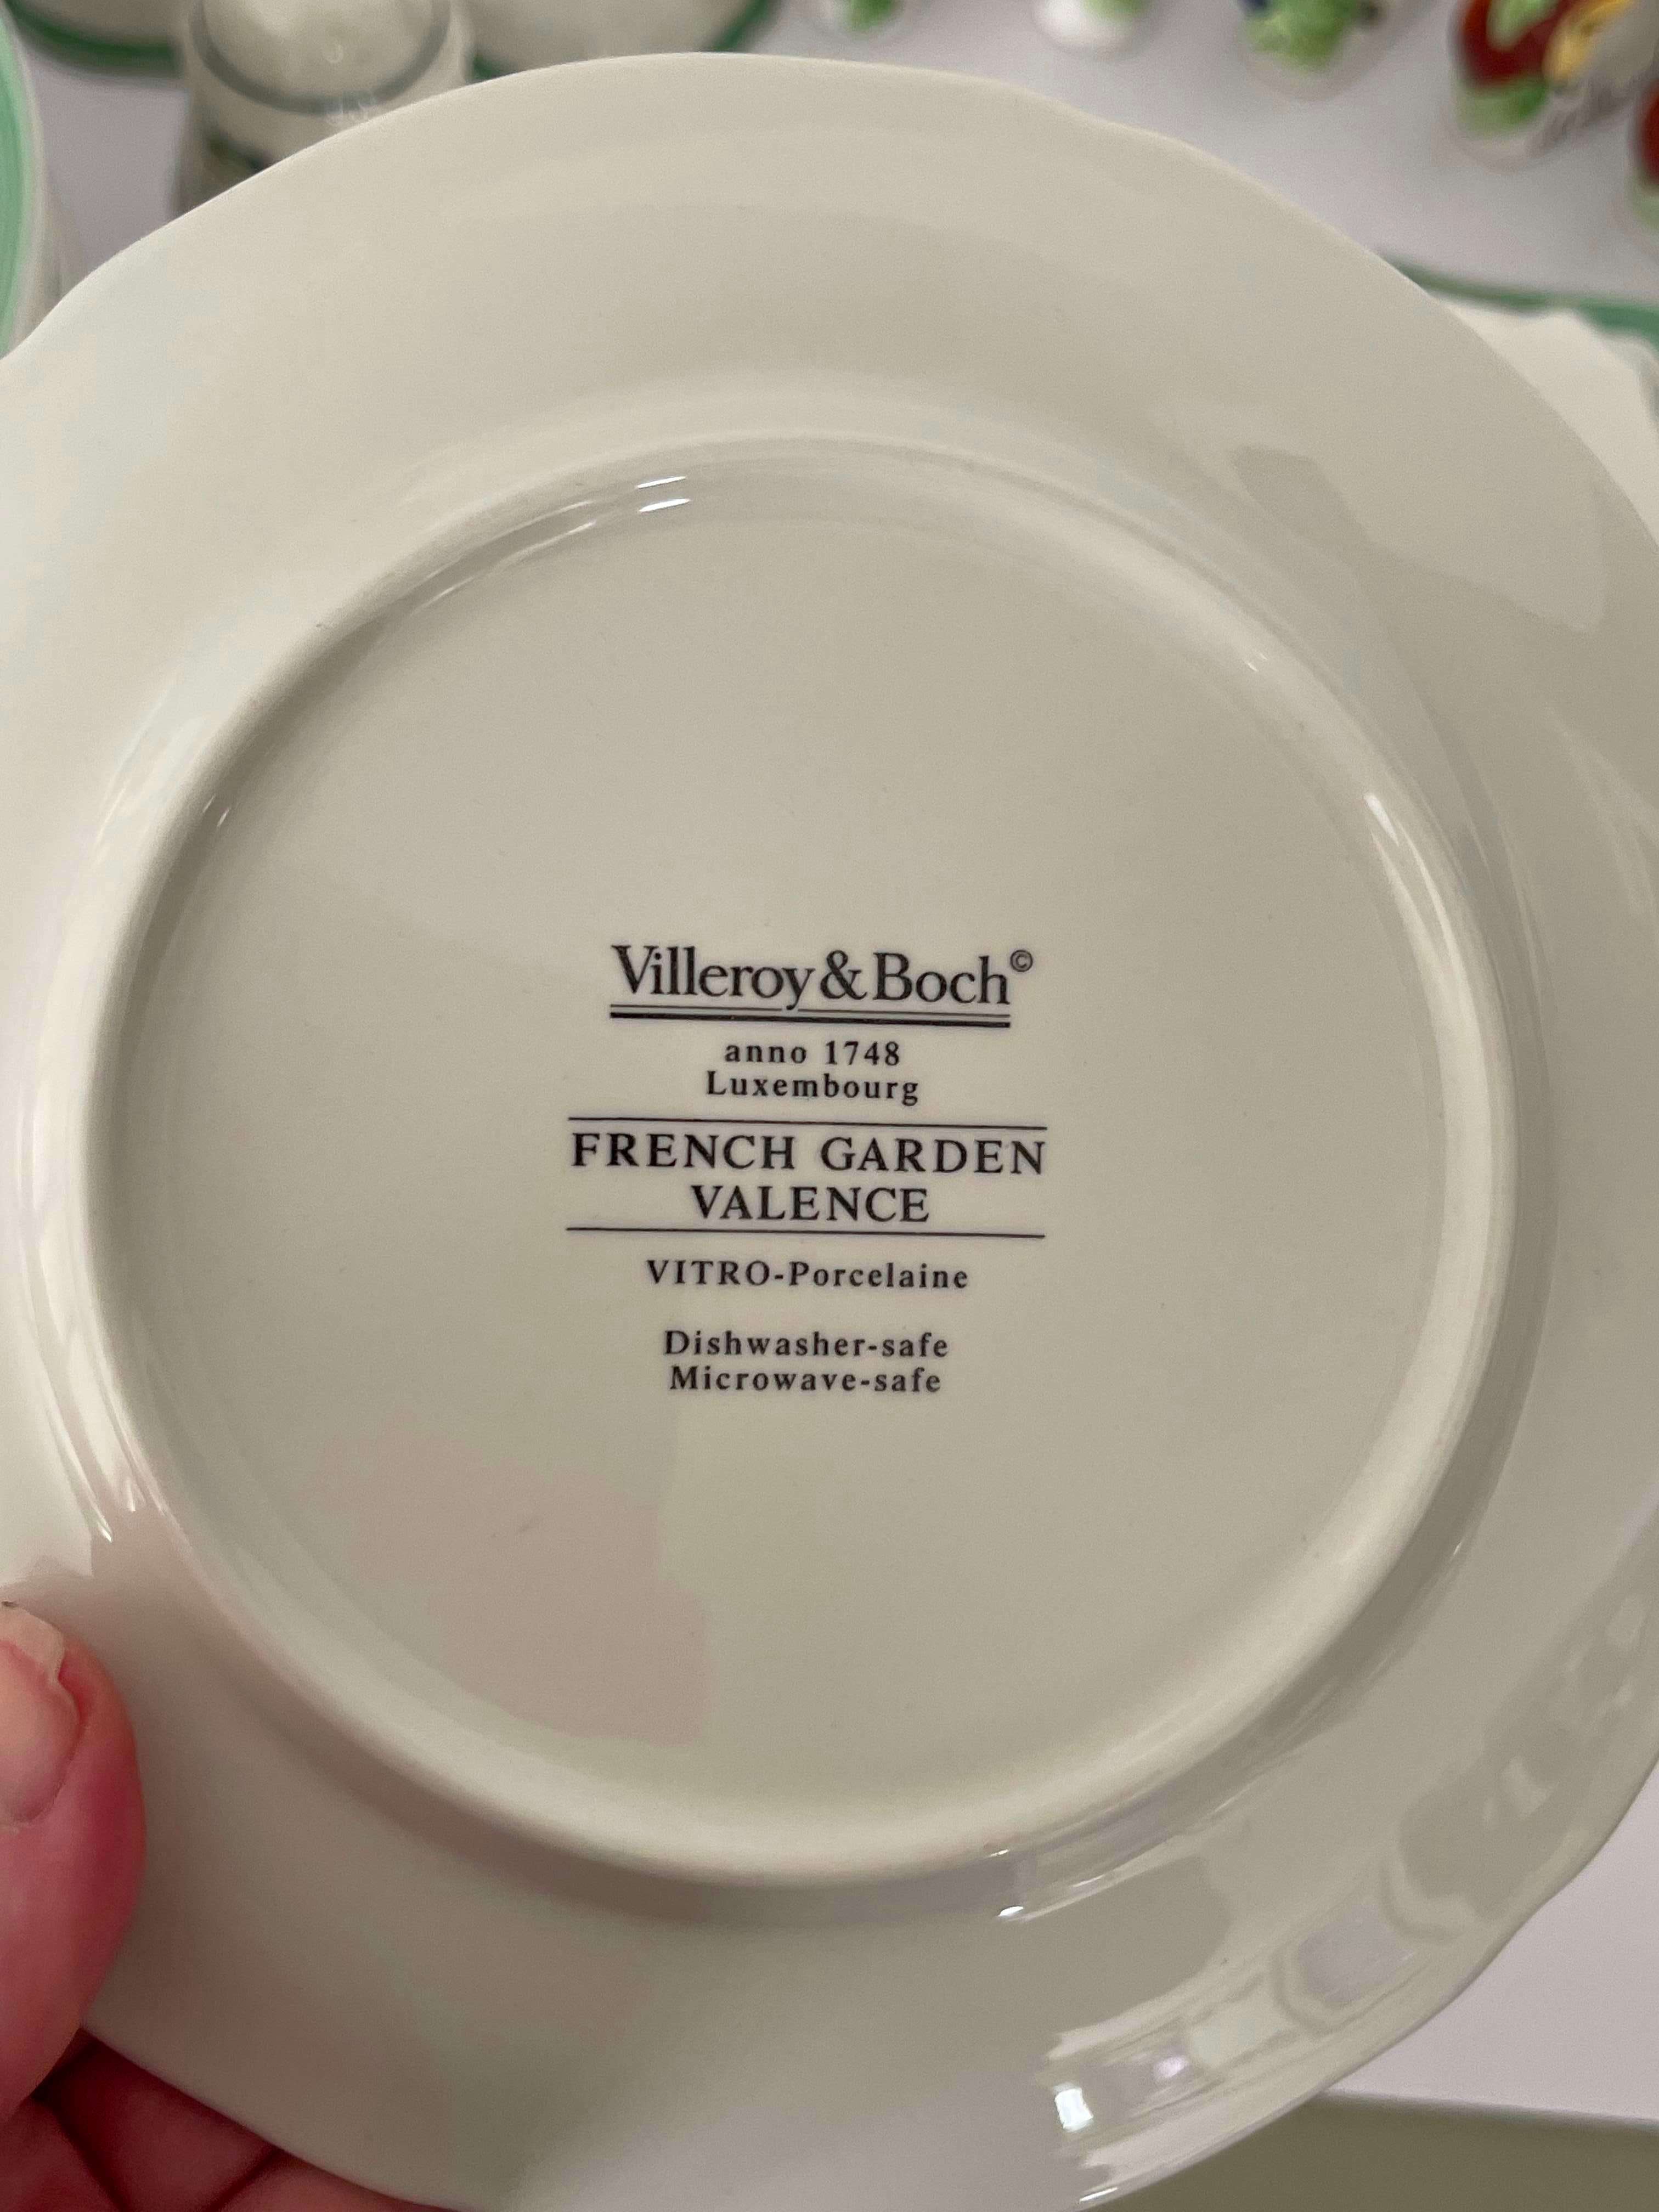 Villeroy & Boch©
anno 1748
Luxembourg
FRENCH GARDEN
VALENCE
VITRO-Porcelaine
Dishwasher-safe
Microwave-safe